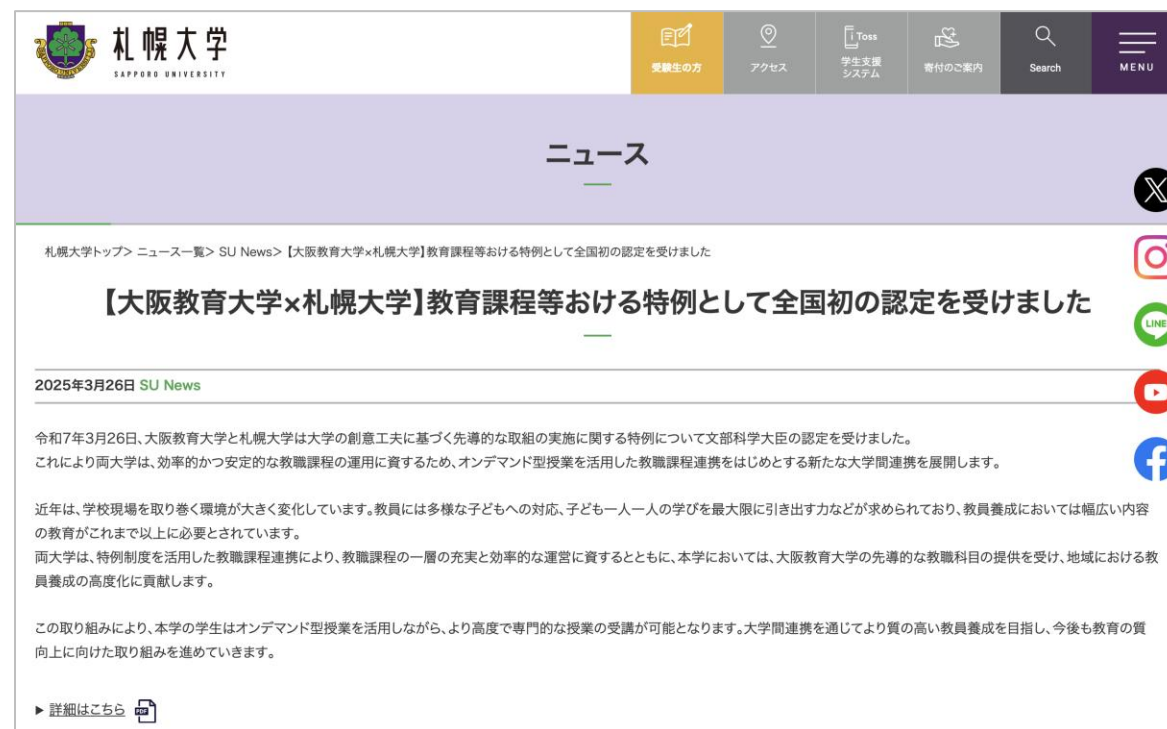 札幌大学
SAPPORO UNIVERSITY
受験生の方
アクセス
i Toss
学生支援
システム
寄付のご案内
Search
MENU
ニュース
札幌大学トップ> ニュース一覧> SU News> 【大阪教育大学×札幌大学】教育課程等おける特例として全国初の認定を受けました
【大阪教育大学×札幌大学】教育課程等おける特例として全国初の認定を受けました
LINE
2025年3月26日 SU News
令和7年3月26日、大阪教育大学と札幌大学は大学の創意工夫に基づく先導的な取組の実施に関する特例について文部科学大臣の認定を受けました。
これにより両大学は、効率的かつ安定的な教職課程の運用に資するため、オンデマンド型授業を活用した教職課程連携をはじめとする新たな大学間連携を展開します。
近年は、学校現場を取り巻く環境が大きく変化しています。教員には多様な子どもへの対応、子ども一人一人の学びを最大限に引き出す力などが求められており、教員養成においては幅広い内容
の教育がこれまで以上に必要とされています。
両大学は、特例制度を活用した教職課程連携により、教職課程の一層の充実と効率的な運営に資するとともに、本学においては、大阪教育大学の先導的な教職科目の提供を受け、地域における教
員養成の高度化に貢献します。
この取り組みにより、本学の学生はオンデマンド型授業を活用しながら、より高度で専門的な授業の受講が可能となります。大学間連携を通じてより質の高い教員養成を目指し、今後も教育の質
向上に向けた取り組みを進めていきます。
▶ 詳細はこちら PDF